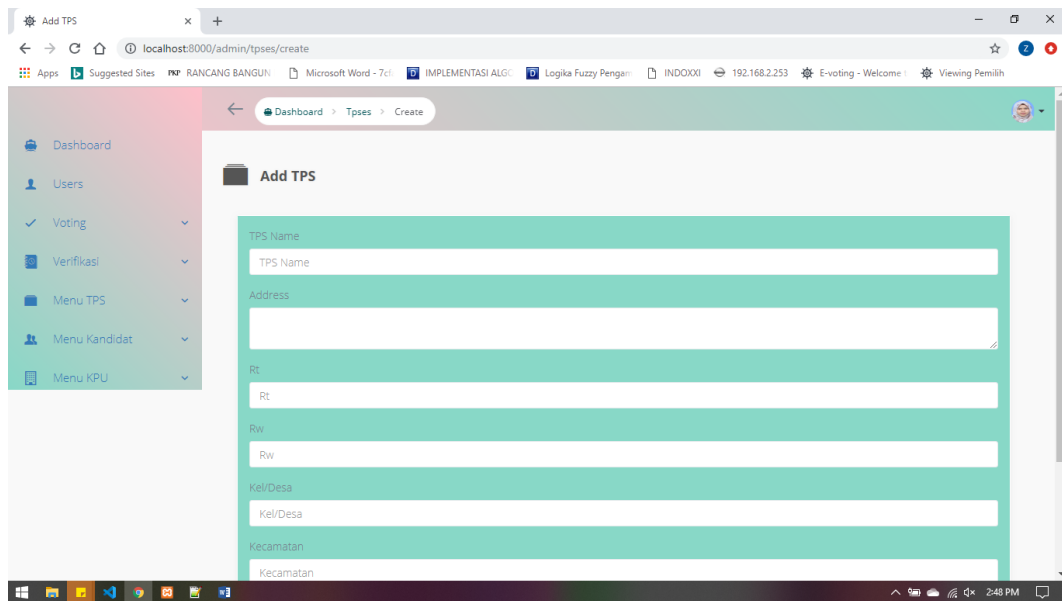 Add TPS
localhost:8000/admin/tpses/create
Z
Apps Suggested Sites PKP RANCANG BANGUN Microsoft Word - 7cf IMPLEMENTASI ALGO Logika Fuzzy Pengam INDOXXI 192.168.2.253 E-voting - Welcome Viewing Pemilih
Dashboard > Tpses > Create
Dashboard
Users
Voting
Verifikasi
Menu TPS
Menu Kandidat
Menu KPU
Add TPS
TPS Name
TPS Name
Address
Rt
Rt
Rw
Rw
Kel/Desa
Kel/Desa
Kecamatan
Kecamatan
2:48 PM